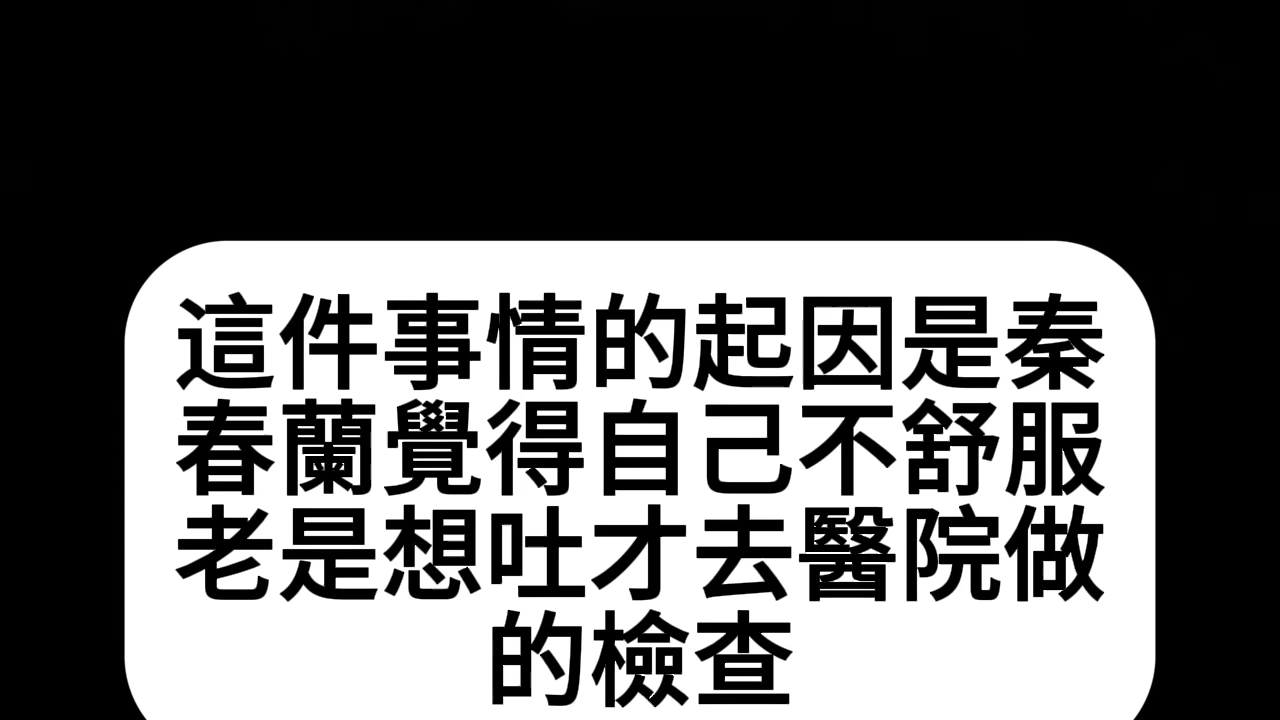 這件事情的起因是秦
春蘭覺得自己不舒服
老是想吐才去醫院做
的檢查